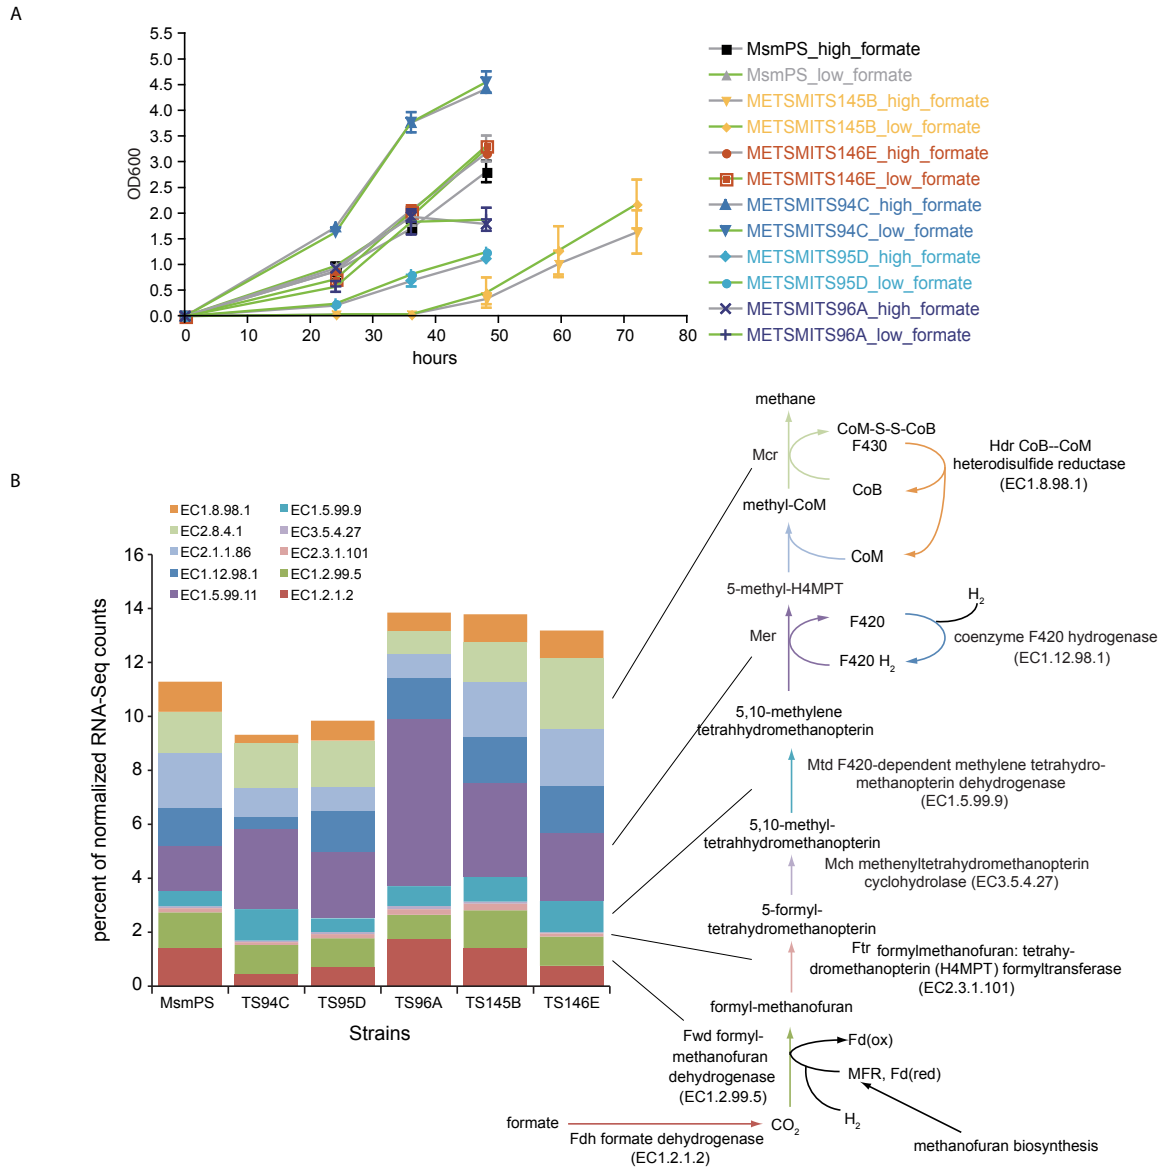 A
5.5
5.0
4.5
4.0
3.5
3.0
2.5
2.0
1.5
1.0
0.5
0.0
OD600
0 10 20 30 40 50 60 70 80
hours
MsmPS_high_formate
MsmPS_low_formate
METSMITS145B_high_formate
METSMITS145B_low_formate
METSMITS146E_high_formate
METSMITS146E_low_formate
METSMITS94C_high_formate
METSMITS94C_low_formate
METSMITS95D_high_formate
METSMITS95D_low_formate
METSMITS96A_high_formate
METSMITS96A_low_formate
B
EC1.8.98.1 EC1.5.99.9
EC2.8.4.1 EC3.5.4.27
EC2.1.1.86 EC2.3.1.101
EC1.12.98.1 EC1.2.99.5
EC1.5.99.11 EC1.2.1.2
16
14
12
10
8
6
4
2
0
percent of normalized RNA-Seq counts
MsmPS TS94C TS95D TS96A TS145B TS146E
Strains
methane
CoM-S-S-CoB
F430
Mcr
CoB
Hdr CoB--CoM
heterodisulfide reductase
(EC1.8.98.1)
methyl-CoM
CoM
5-methyl-H4MPT
H2
F420
Mer
F420 H2
coenzyme F420 hydrogenase
(EC1.12.98.1)
5,10-methylene
tetrahhydromethanopterin
Mtd F420-dependent methylene tetrahydro-
methanopterin dehydrogenase
(EC1.5.99.9)
5,10-methyl-
tetrahhydromethanopterin
Mch methenyltetrahydromethanopterin
cyclohydrolase (EC3.5.4.27)
5-formyl-
tetrahydromethanopterin
Ftr formylmethanofuran: tetrahy-
dromethanopterin (H4MPT) formyltransferase
(EC2.3.1.101)
formyl-methanofuran
Fwd formyl-
methanofuran
dehydrogenase
(EC1.2.99.5)
Fd(ox)
MFR, Fd(red)
H2
formate
CO2
Fdh formate dehydrogenase
(EC1.2.1.2)
methanofuran biosynthesis